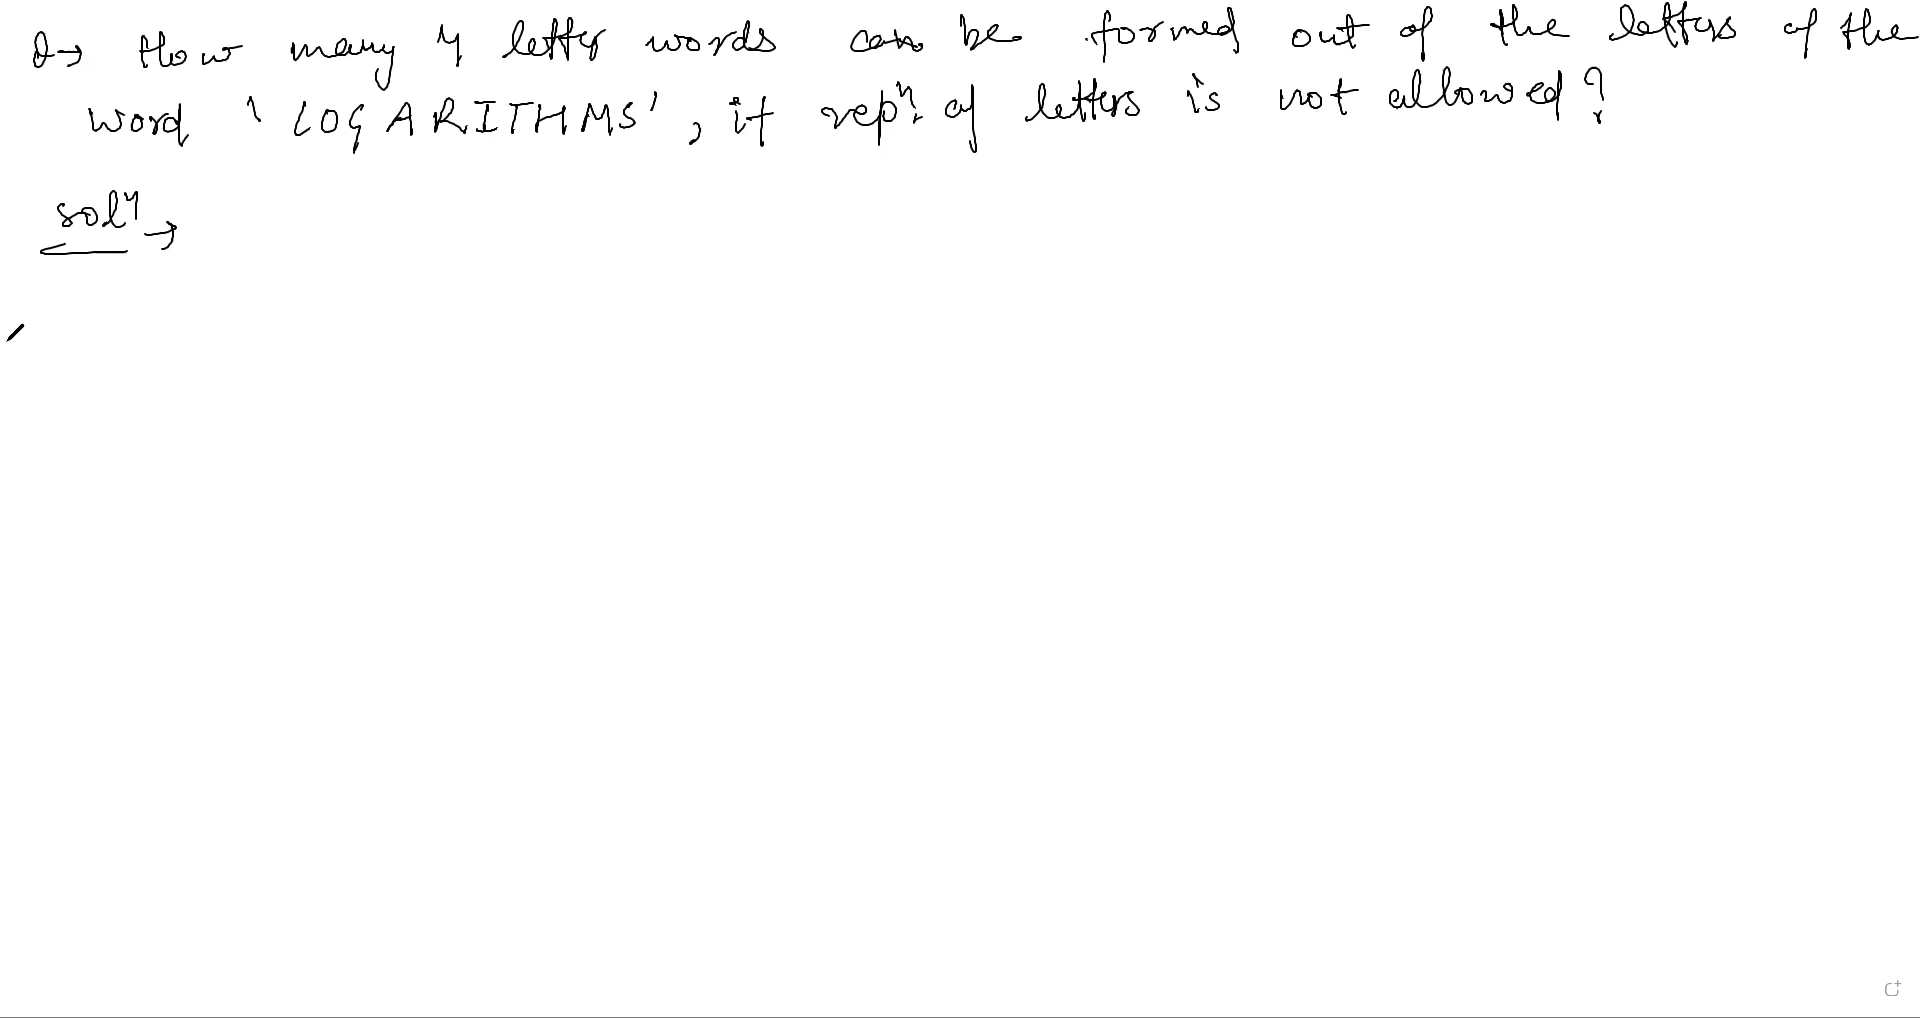 Q→ How many 4 letter words can be formed out of the letters of the
word 'LOGARITHMS', if repⁿ. of letters is not allowed?
solⁿ →